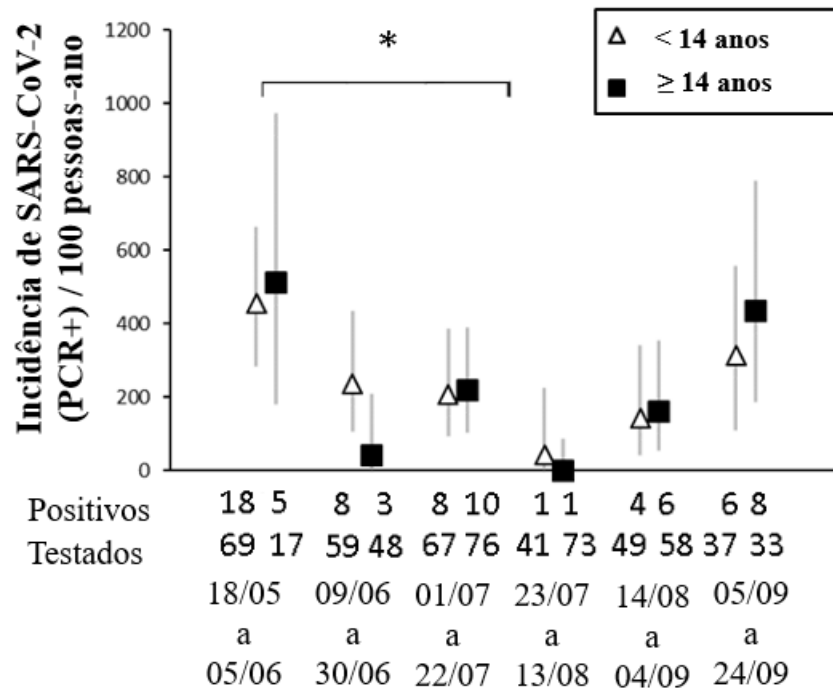 Incidência de SARS-CoV-2
(PCR+) / 100 pessoas-ano
1200
1000
800
600
400
200
0
*
< 14 anos
≥ 14 anos
Positivos 18 5 8 3 8 10 1 1 4 6 6 8
Testados 69 17 59 48 67 76 41 73 49 58 37 33
18/05 09/06 01/07 23/07 14/08 05/09
a a a a a a
05/06 30/06 22/07 13/08 04/09 24/09